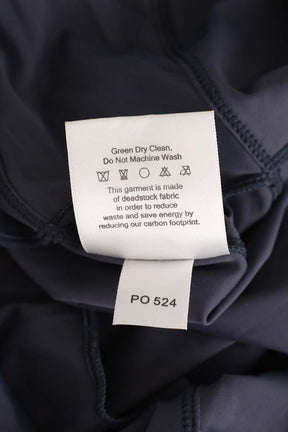 Green Dry Clean,
Do Not Machine Wash
This garment is made
of deadstock fabric
in order to reduce
waste and save energy by
reducing our carbon footprint.
PO 524